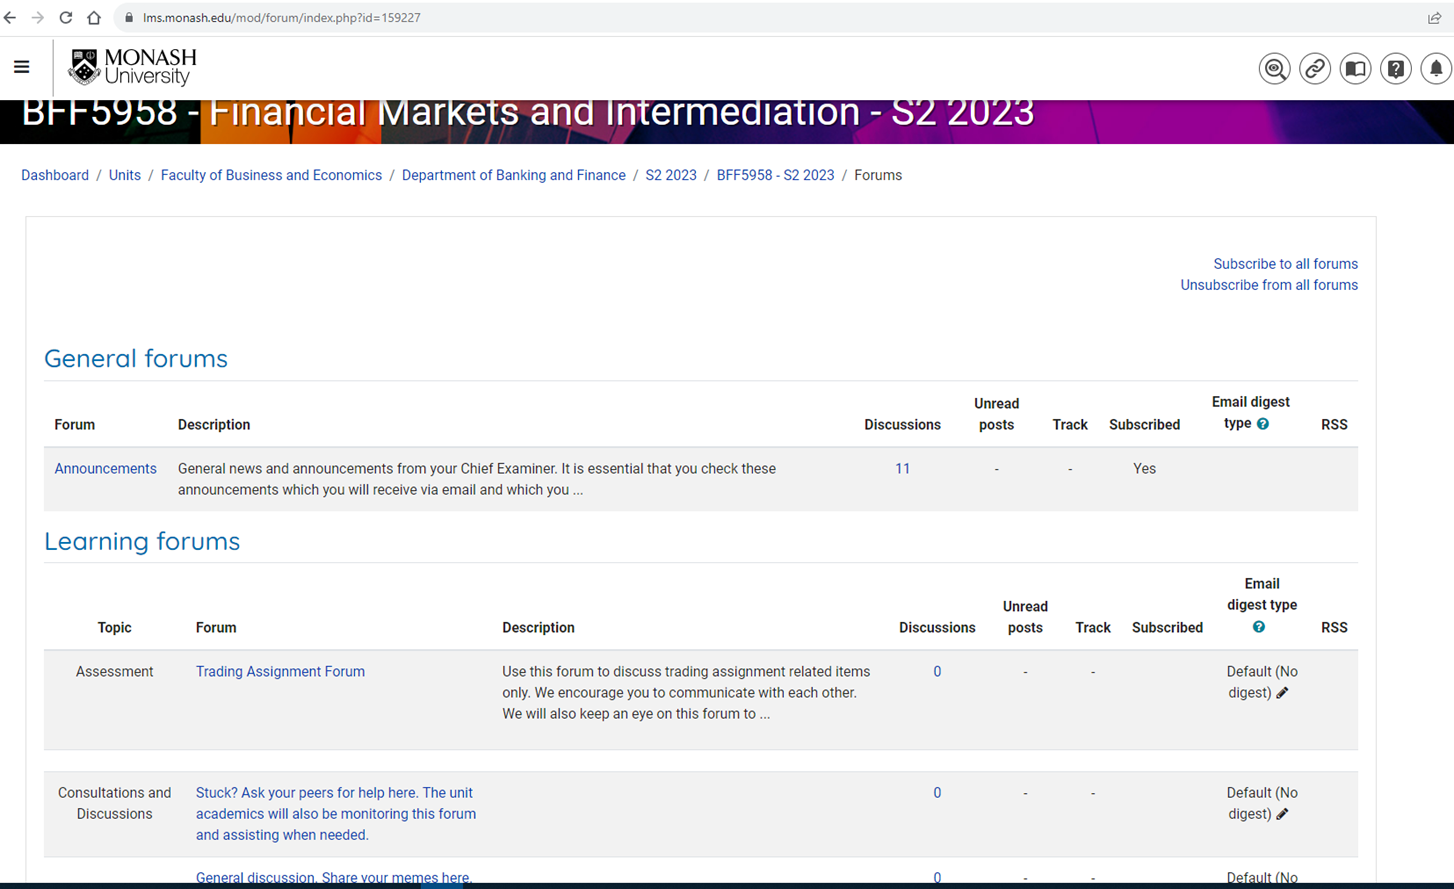 lms.monash.edu/mod/forum/index.php?id=159227
MONASH
University
BFF5958 - Financial Markets and Intermediation - S2 2023
Dashboard / Units / Faculty of Business and Economics / Department of Banking and Finance / S2 2023 / BFF5958 - S2 2023 / Forums
Subscribe to all forums
Unsubscribe from all forums
General forums
Forum Description Discussions Unread posts Track Subscribed Email digest type ? RSS
Announcements General news and announcements from your Chief Examiner. It is essential that you check these 11 - - Yes
announcements which you will receive via email and which you ...
Learning forums
Topic Forum Description Discussions Unread posts Track Subscribed Email digest type ? RSS
Assessment Trading Assignment Forum Use this forum to discuss trading assignment related items 0 - - Default (No
only. We encourage you to communicate with each other. digest)
We will also keep an eye on this forum to ...
Consultations and Stuck? Ask your peers for help here. The unit 0 - - Default (No
Discussions academics will also be monitoring this forum digest)
and assisting when needed.
General discussion. Share your memes here. 0 - - Default (No